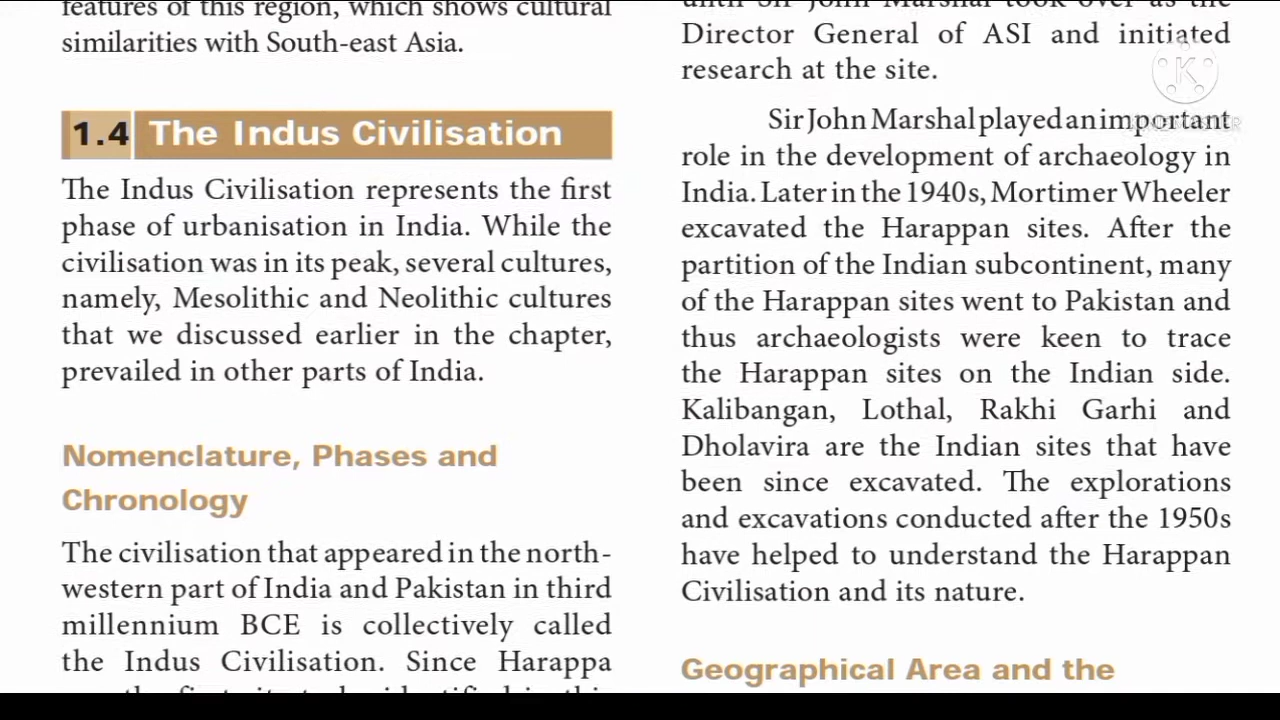 features of this region, which shows cultural
similarities with South-east Asia.
1.4 The Indus Civilisation
The Indus Civilisation represents the first
phase of urbanisation in India. While the
civilisation was in its peak, several cultures,
namely, Mesolithic and Neolithic cultures
that we discussed earlier in the chapter,
prevailed in other parts of India.
Nomenclature, Phases and
Chronology
The civilisation that appeared in the north-
western part of India and Pakistan in third
millennium BCE is collectively called
the Indus Civilisation. Since Harappa
until Sir John Marshal took over as the
Director General of ASI and initiated
research at the site.
Sir John Marshal played an important
role in the development of archaeology in
India. Later in the 1940s, Mortimer Wheeler
excavated the Harappan sites. After the
partition of the Indian subcontinent, many
of the Harappan sites went to Pakistan and
thus archaeologists were keen to trace
the Harappan sites on the Indian side.
Kalibangan, Lothal, Rakhi Garhi and
Dholavira are the Indian sites that have
been since excavated. The explorations
and excavations conducted after the 1950s
have helped to understand the Harappan
Civilisation and its nature.
Geographical Area and the
K
KINEMASTER